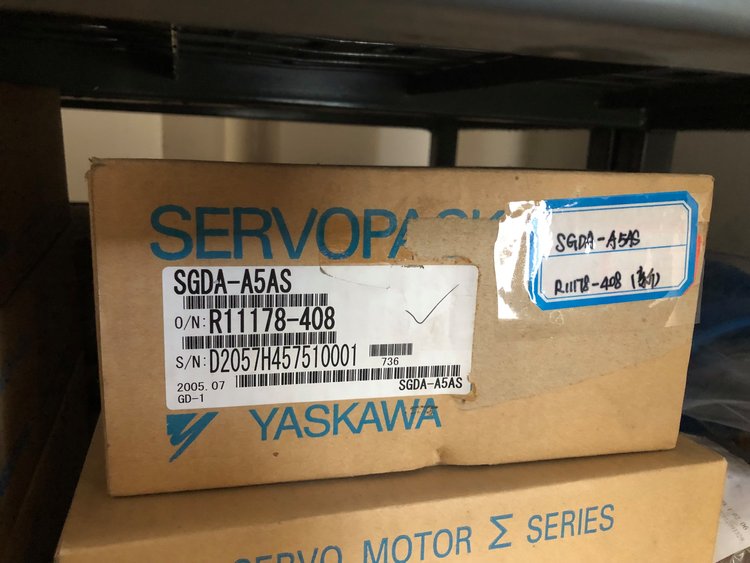 SERVOPACK
SGDA-A5AS
O/N: R11178-408
S/N: D2057H457510001
736
2005.07
SGDA-A5AS
GD-1
YASKAWA
SGDA-A5AS
R11178-408 (新)
SERVO MOTOR Σ SERIES